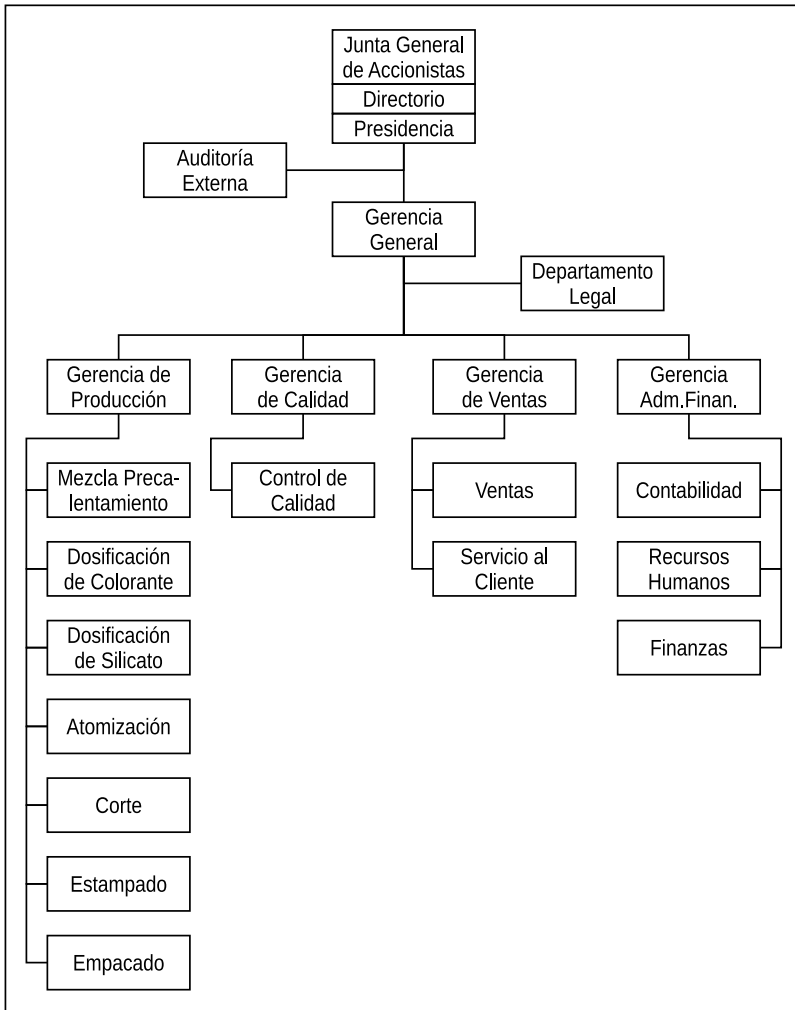 Junta General
de Accionistas
Directorio
Presidencia
Auditoría
Externa
Gerencia
General
Departamento
Legal
Gerencia de
Producción
Gerencia
de Calidad
Gerencia
de Ventas
Gerencia
Adm.Finan.
Mezcla Preca-
lentamiento
Control de
Calidad
Ventas
Contabilidad
Dosificación
de Colorante
Servicio al
Cliente
Recursos
Humanos
Dosificación
de Silicato
Finanzas
Atomización
Corte
Estampado
Empacado